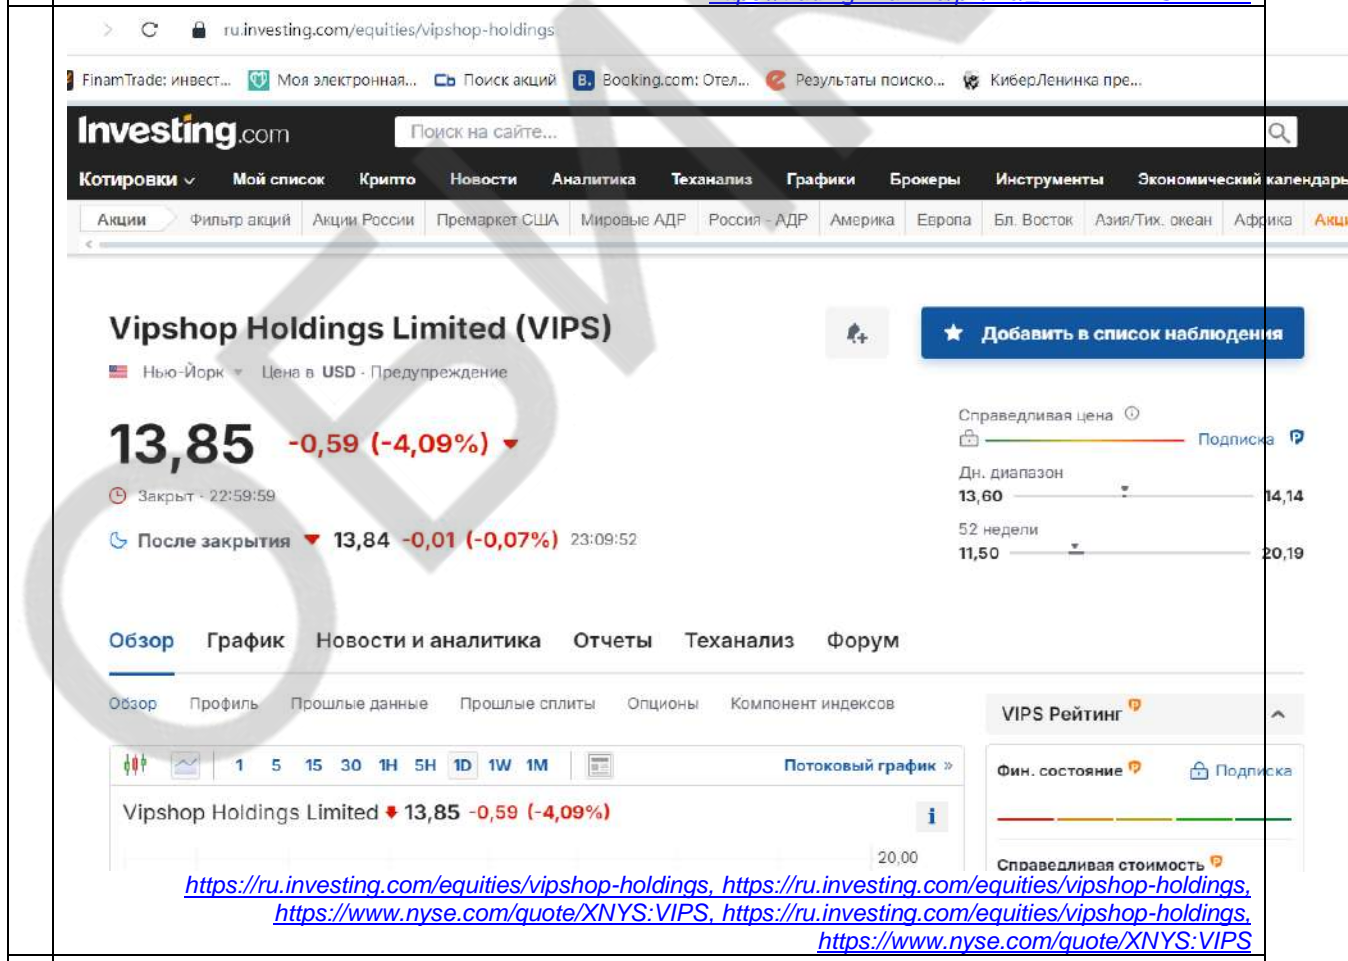 ru.investing.com/equities/vipshop-holdings
FinamTrade: инвест... Моя электронная... Сь Поиск акций B. Booking.com: Отел... Результаты поиско... КиберЛенинка пре...
Investing.com Поиск на сайте...
Котировки Мой список Крипто Новости Аналитика Теханализ Графики Брокеры Инструменты Экономический календарь
Акции Фильтр акций Акции России Премаркет США Мировые АДР Россия - АДР Америка Европа Бл. Восток Азия/Тих. океан Африка Акци
Vipshop Holdings Limited (VIPS) Добавить в список наблюдения
Нью-Йорк Цена в USD · Предупреждение
13,85 -0,59 (-4,09%)
Справедливая цена
Подписка
Закрыт · 22:59:59
Дн. диапазон
13,60 14,14
После закрытия 13,84 -0,01 (-0,07%) 23:09:52
52 недели
11,50 20,19
Обзор График Новости и аналитика Отчеты Теханализ Форум
Обзор Профиль Прошлые данные Прошлые сплиты Опционы Компонент индексов
VIPS Рейтинг
1 5 15 30 1H 5H 1D 1W 1M Потоковый график »
Фин. состояние Подписка
Vipshop Holdings Limited 13,85 -0,59 (-4,09%)
20,00
Справедливая стоимость
https://ru.investing.com/equities/vipshop-holdings, https://ru.investing.com/equities/vipshop-holdings,
https://www.nyse.com/quote/XNYS:VIPS, https://ru.investing.com/equities/vipshop-holdings,
https://www.nyse.com/quote/XNYS:VIPS